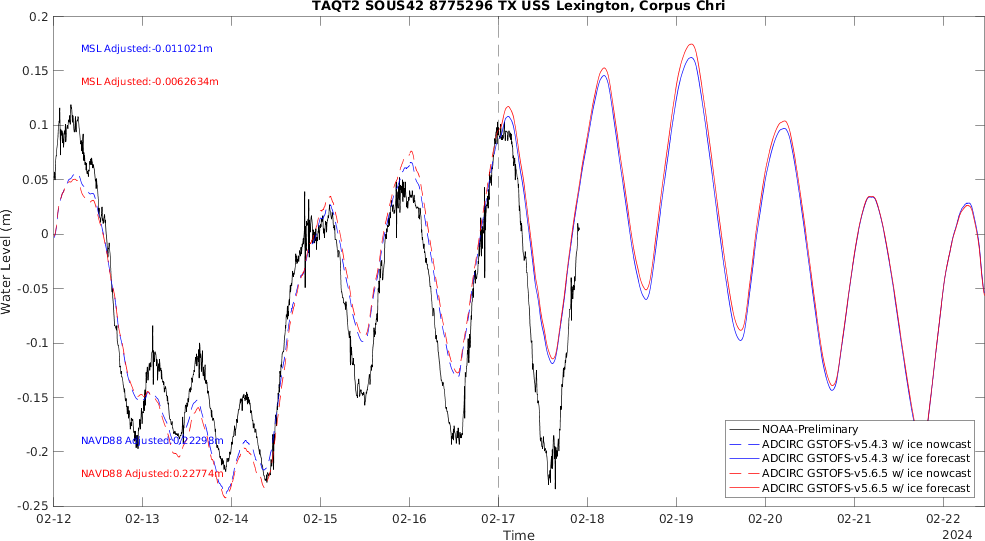 TAQT2 SOUS42 8775296 TX USS Lexington, Corpus Chri
0.2
0.15
0.1
0.05
0
-0.05
-0.1
-0.15
-0.2
-0.25
Water Level (m)
MSL Adjusted:-0.011021m
MSL Adjusted:-0.0062634m
NAVD88 Adjusted:0.22298m
NAVD88 Adjusted:0.22774m
NOAA-Preliminary
ADCIRC GSTOFS-v5.4.3 w/ ice nowcast
ADCIRC GSTOFS-v5.4.3 w/ ice forecast
ADCIRC GSTOFS-v5.6.5 w/ ice nowcast
ADCIRC GSTOFS-v5.6.5 w/ ice forecast
02-12 02-13 02-14 02-15 02-16 02-17 02-18 02-19 02-20 02-21 02-22
Time
2024